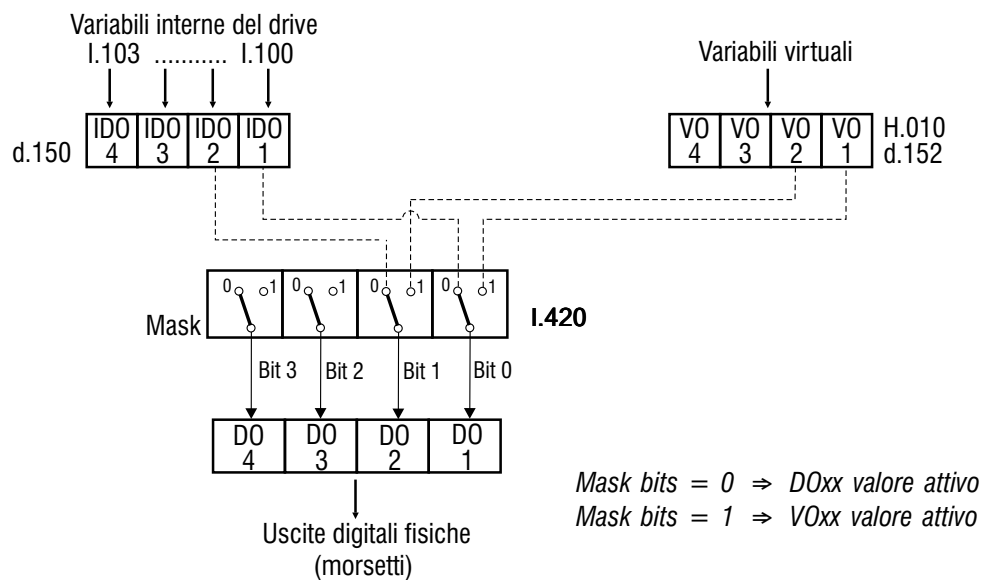 Variabili interne del drive
I.103 ........... I.100
Variabili virtuali
d.150
IDO 4 IDO 3 IDO 2 IDO 1
VO 4 VO 3 VO 2 VO 1
H.010
d.152
0 1 0 1 0 1 0 1
Mask
I.420
Bit 3 Bit 2 Bit 1 Bit 0
DO 4 DO 3 DO 2 DO 1
Mask bits = 0 ⇒ DOxx valore attivo
Mask bits = 1 ⇒ VOxx valore attivo
Uscite digitali fisiche
(morsetti)